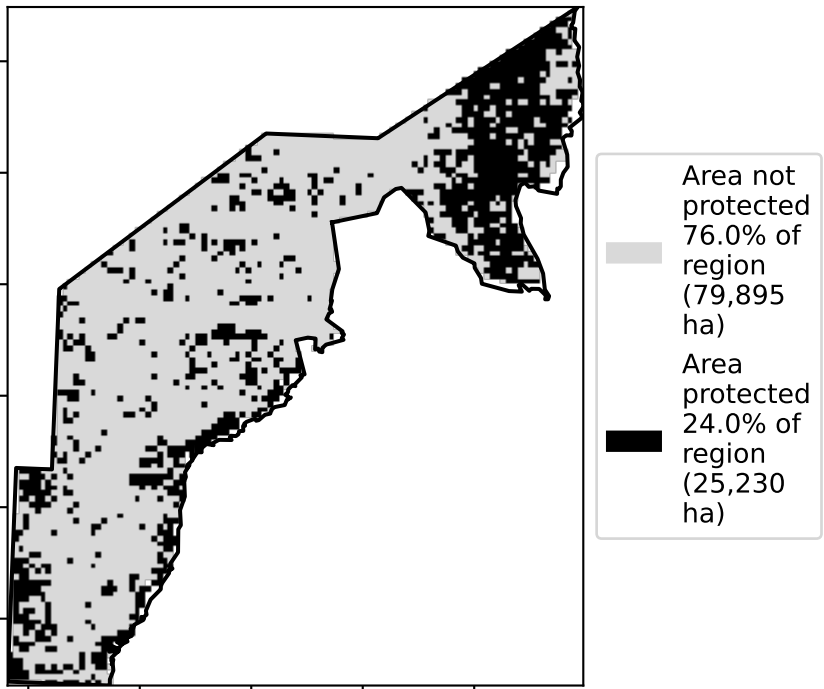 Area not
protected
76.0% of
region
(79,895
ha)
Area
protected
24.0% of
region
(25,230
ha)